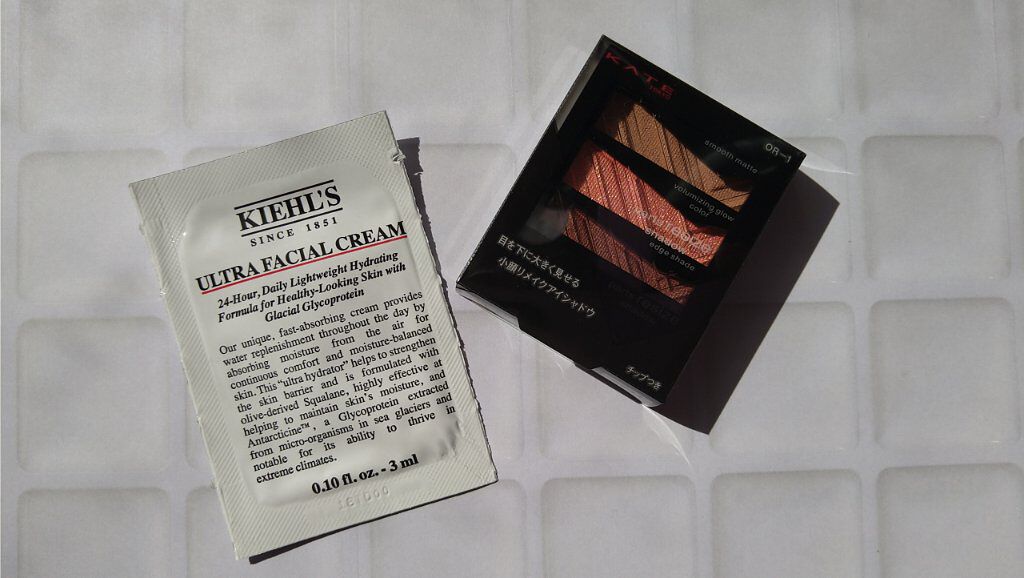 KIEHL'S
SINCE 1851
ULTRA FACIAL CREAM
24-Hour, Daily Lightweight Hydrating
Formula for Healthy-Looking Skin with
Glacial Glycoprotein
Our unique, fast-absorbing cream provides
water replenishment throughout the day by
absorbing moisture from the air for
continuous comfort and moisture-balanced
skin. This "ultra hydrator" helps to strengthen
the skin barrier and is formulated with
olive-derived Squalane, highly effective at
helping to maintain skin's moisture, and
Antarcticine™, a Glycoprotein extracted
from micro-organisms in sea glaciers and
notable for its ability to thrive in
extreme climates.
0.10 fl. oz. - 3 ml
KATE
TOKYO
OR-1
smooth matte
volumizing glow
color
edge shade
目を下に大きく見せる
小顔リメイクアイシャドウ
チップつき